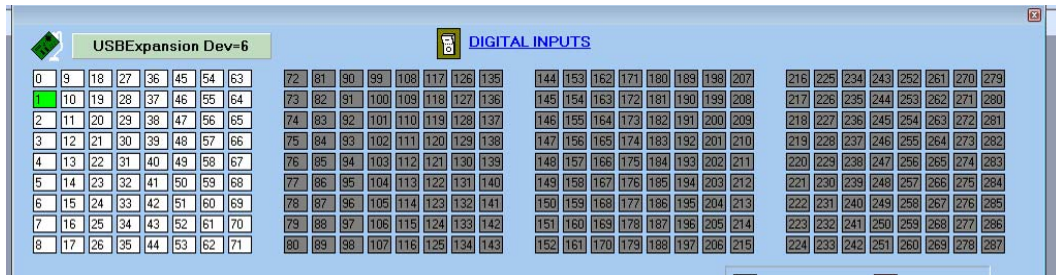 USBExpansion Dev=6
DIGITAL INPUTS
0 9 18 27 36 45 54 63 72 81 90 99 108 117 126 135 144 153 162 171 180 189 198 207 216 225 234 243 252 261 270 279
1 10 19 28 37 46 55 64 73 82 91 100 109 118 127 136 145 154 163 172 181 190 199 208 217 226 235 244 253 262 271 280
2 11 20 29 38 47 56 65 74 83 92 101 110 119 128 137 146 155 164 173 182 191 200 209 218 227 236 245 254 263 272 281
3 12 21 30 39 48 57 66 75 84 93 102 111 120 129 138 147 156 165 174 183 192 201 210 219 228 237 246 255 264 273 282
4 13 22 31 40 49 58 67 76 85 94 103 112 121 130 139 148 157 166 175 184 193 202 211 220 229 238 247 256 265 274 283
5 14 23 32 41 50 59 68 77 86 95 104 113 122 131 140 149 158 167 176 185 194 203 212 221 230 239 248 257 266 275 284
6 15 24 33 42 51 60 69 78 87 96 105 114 123 132 141 150 159 168 177 186 195 204 213 222 231 240 249 258 267 276 285
7 16 25 34 43 52 61 70 79 88 97 106 115 124 133 142 151 160 169 178 187 196 205 214 223 232 241 250 259 268 277 286
8 17 26 35 44 53 62 71 80 89 98 107 116 125 134 143 152 161 170 179 188 197 206 215 224 233 242 251 260 269 278 287